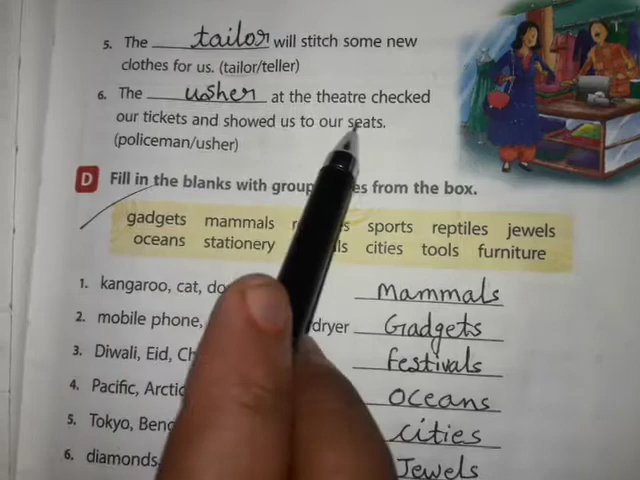 5. The tailor will stitch some new
clothes for us. (tailor/teller)
6. The usher at the theatre checked
our tickets and showed us to our seats.
(policeman/usher)
D Fill in the blanks with group from the box.
gadgets mammals sports reptiles jewels
oceans stationery cities tools furniture
1. kangaroo, cat, mammals
2. mobile phone, dryer Gadgets
3. Diwali, Eid, festivals
4. Pacific, Arctic oceans
5. Tokyo, cities
6. diamonds, Jewels